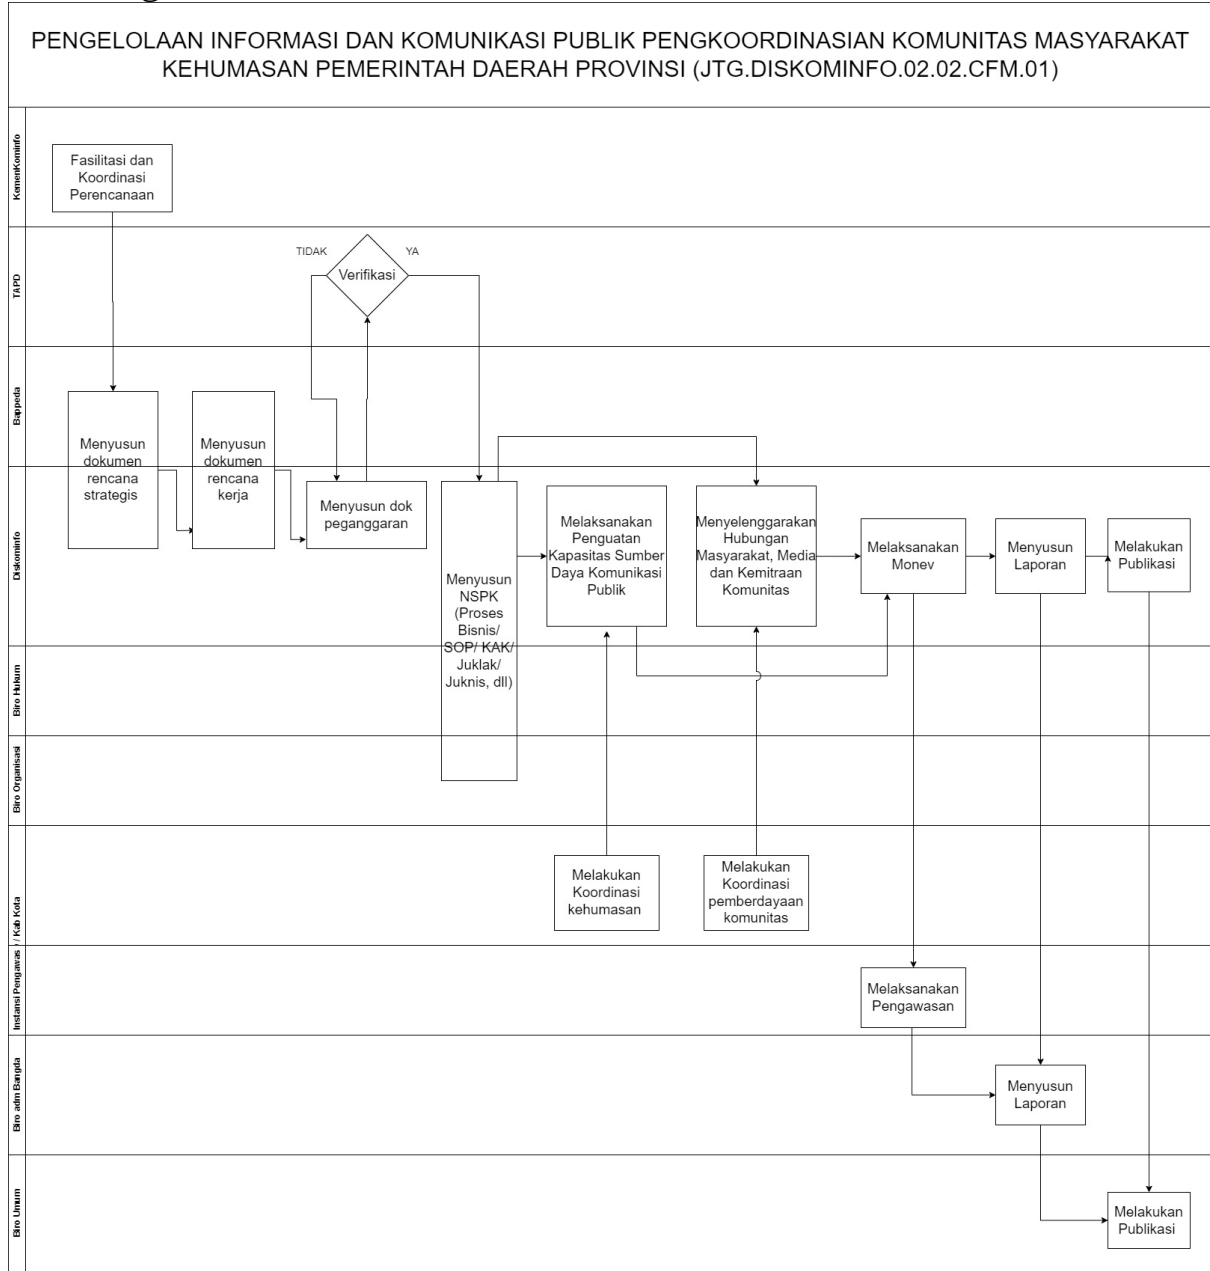 PENGELOLAAN INFORMASI DAN KOMUNIKASI PUBLIK PENGKOORDINASIAN KOMUNITAS MASYARAKAT
KEHUMASAN PEMERINTAH DAERAH PROVINSI (JTG.DISKOMINFO.02.02.CFM.01)
KemenKominfo
Fasilitasi dan
Koordinasi
Perencanaan
TAPD
TIDAK
YA
Verifikasi
Bappeda
Menyusun
dokumen
rencana
strategis
Menyusun
dokumen
rencana
kerja
Diskominfo
Menyusun dok
peganggaran
Menyusun
NSPK
(Proses
Bisnis/
SOP/ KAK/
Juklak/
Juknis, dll)
Melaksanakan
Penguatan
Kapasitas Sumber
Daya Komunikasi
Publik
Menyelenggarakan
Hubungan
Masyarakat, Media
dan Kemitraan
Komunitas
Melaksanakan
Monev
Menyusun
Laporan
Melakukan
Publikasi
Biro Hukum
Biro Organisasi
/ Kab Kota
Melakukan
Koordinasi
kehumasan
Melakukan
Koordinasi
pemberdayaan
komunitas
Instansi Pengawas
Melaksanakan
Pengawasan
Biro adm Bangda
Menyusun
Laporan
Biro Umum
Melakukan
Publikasi